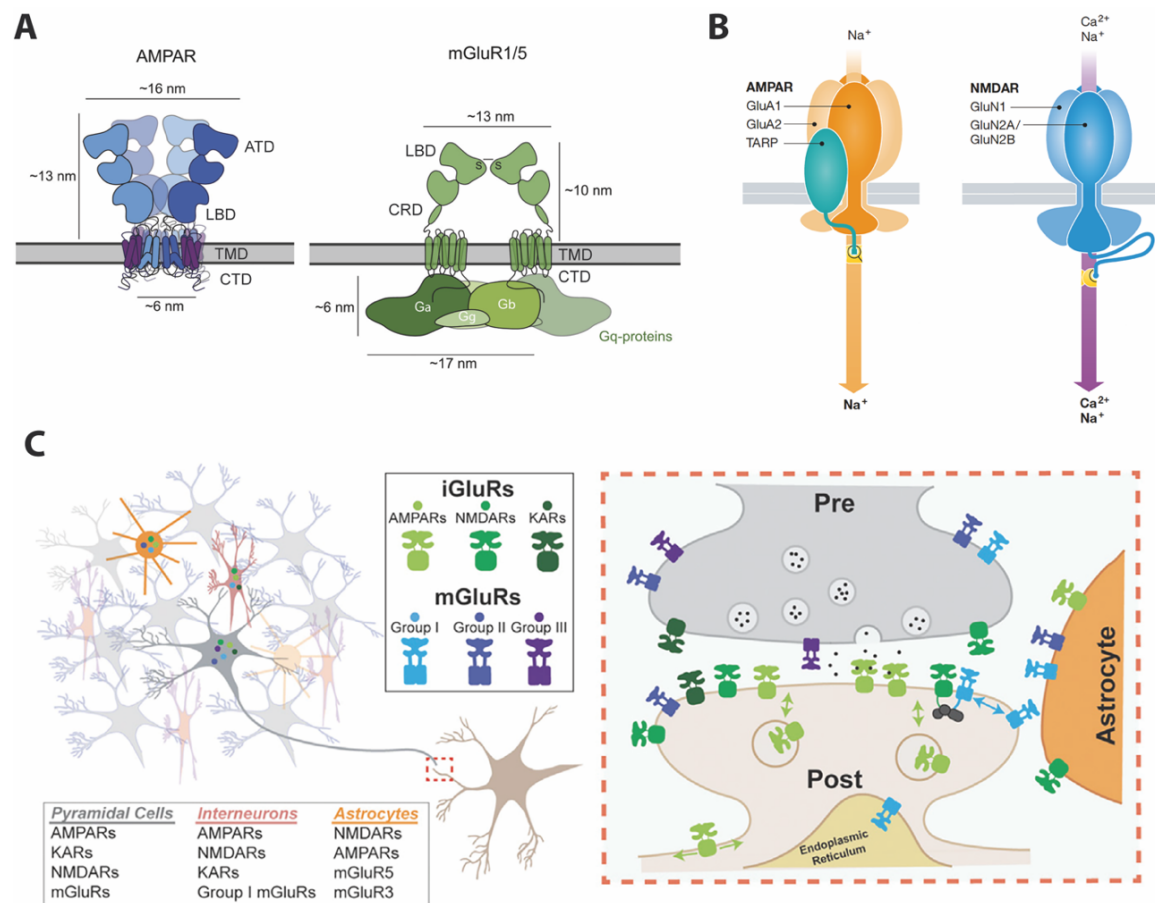 A
AMPAR
~16 nm
~13 nm
ATD
LBD
TMD
CTD
~6 nm
mGluR1/5
~13 nm
LBD
S S
~10 nm
CRD
TMD
CTD
~6 nm
Ga
Gg
Gb
Gq-proteins
~17 nm
B
Na⁺
AMPAR
GluA1
GluA2
TARP
Na⁺
Ca²⁺
Na⁺
NMDAR
GluN1
GluN2A/
GluN2B
Ca²⁺
Na⁺
C
iGluRs
AMPARs NMDARs KARs
mGluRs
Group I Group II Group III
Pyramidal Cells Interneurons Astrocytes
AMPARs AMPARs NMDARs
KARs NMDARs AMPARs
NMDARs KARs mGluR5
mGluRs Group I mGluRs mGluR3
Pre
Post
Endoplasmic
Reticulum
Astrocyte